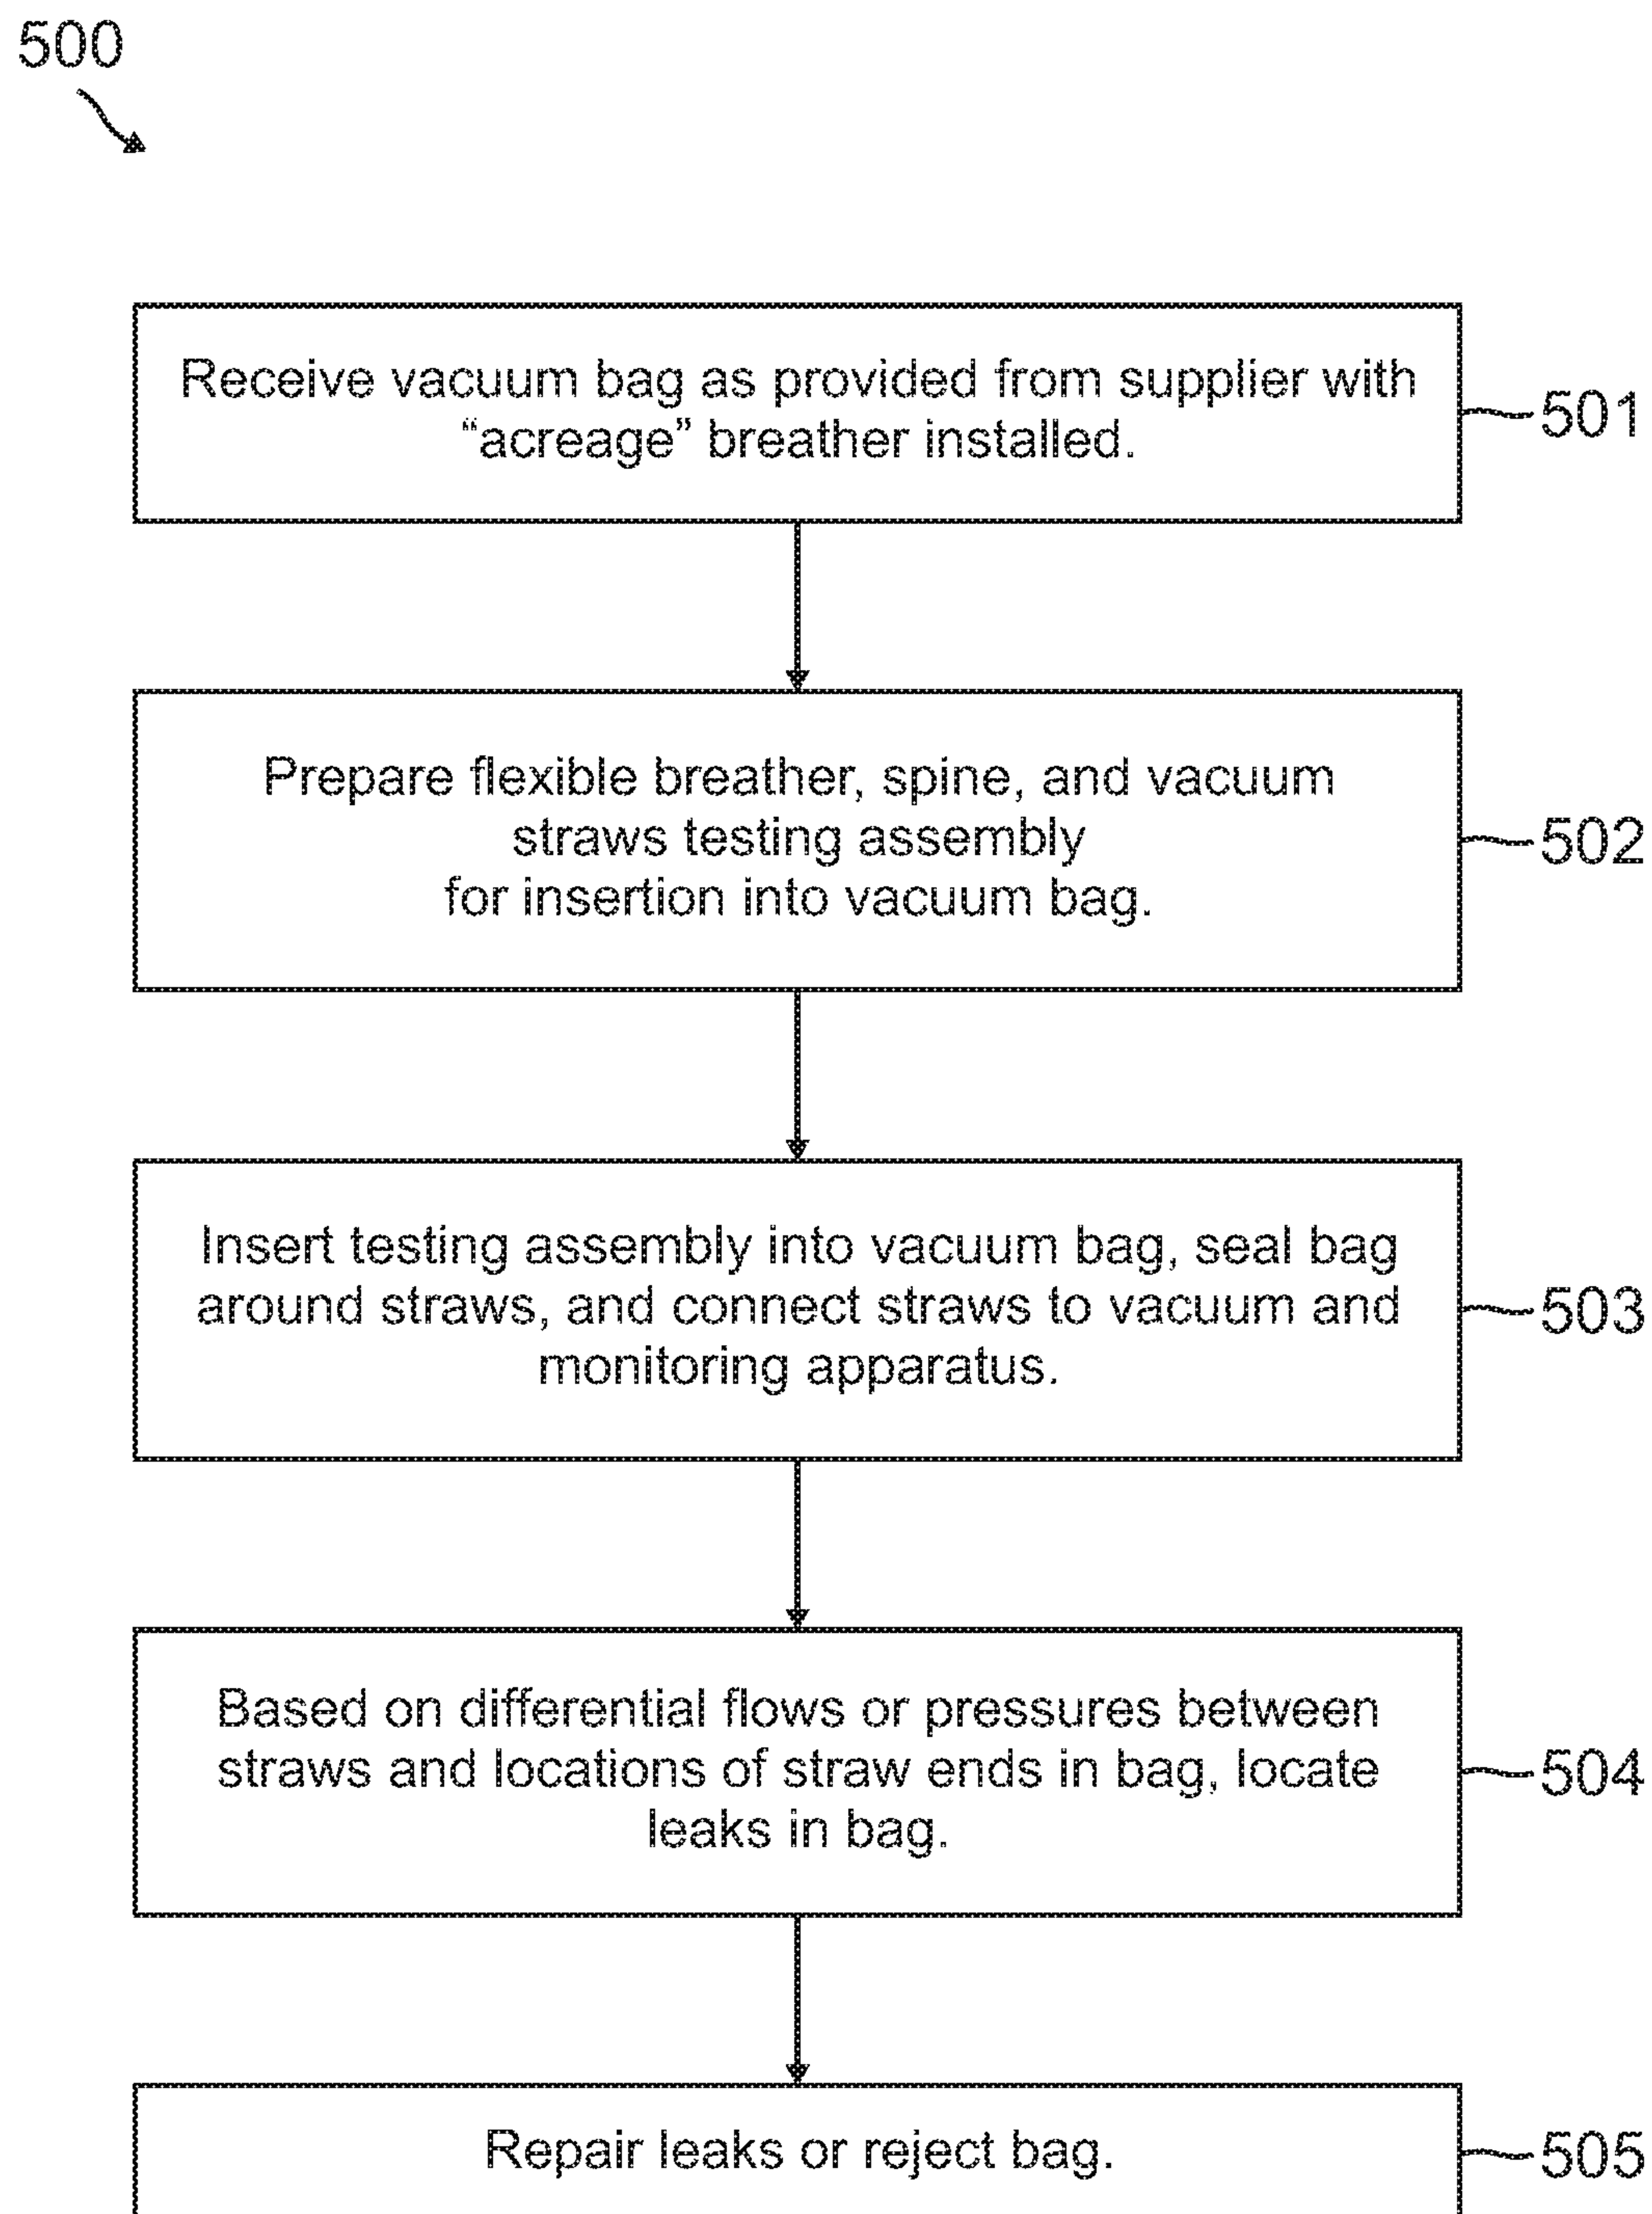 500
Receive vacuum bag as provided from supplier with
“acreage” breather installed.
501
Prepare flexible breather, spine, and vacuum
straws testing assembly
for insertion into vacuum bag.
502
Insert testing assembly into vacuum bag, seal bag
around straws, and connect straws to vacuum and
monitoring apparatus.
503
Based on differential flows or pressures between
straws and locations of straw ends in bag, locate
leaks in bag.
504
Repair leaks or reject bag.
505